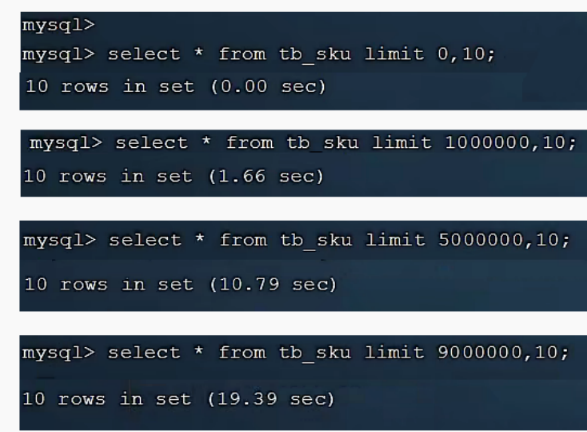 mysql>
mysql> select * from tb_sku limit 0,10;
10 rows in set (0.00 sec)
mysql> select * from tb_sku limit 1000000,10;
10 rows in set (1.66 sec)
mysql> select * from tb_sku limit 5000000,10;
10 rows in set (10.79 sec)
mysql> select * from tb_sku limit 9000000,10;
10 rows in set (19.39 sec)